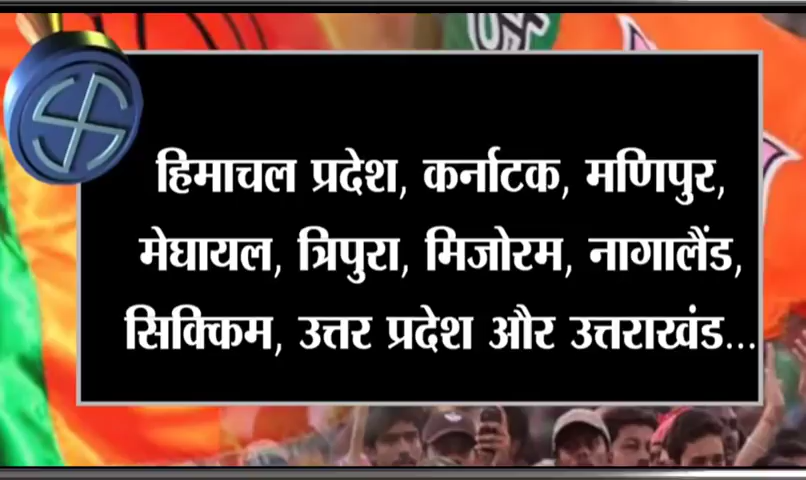 हिमाचल प्रदेश, कर्नाटक, मणिपुर,
मेघायल, त्रिपुरा, मिजोरम, नागालैंड,
सिक्किम, उत्तर प्रदेश और उत्तराखंड...